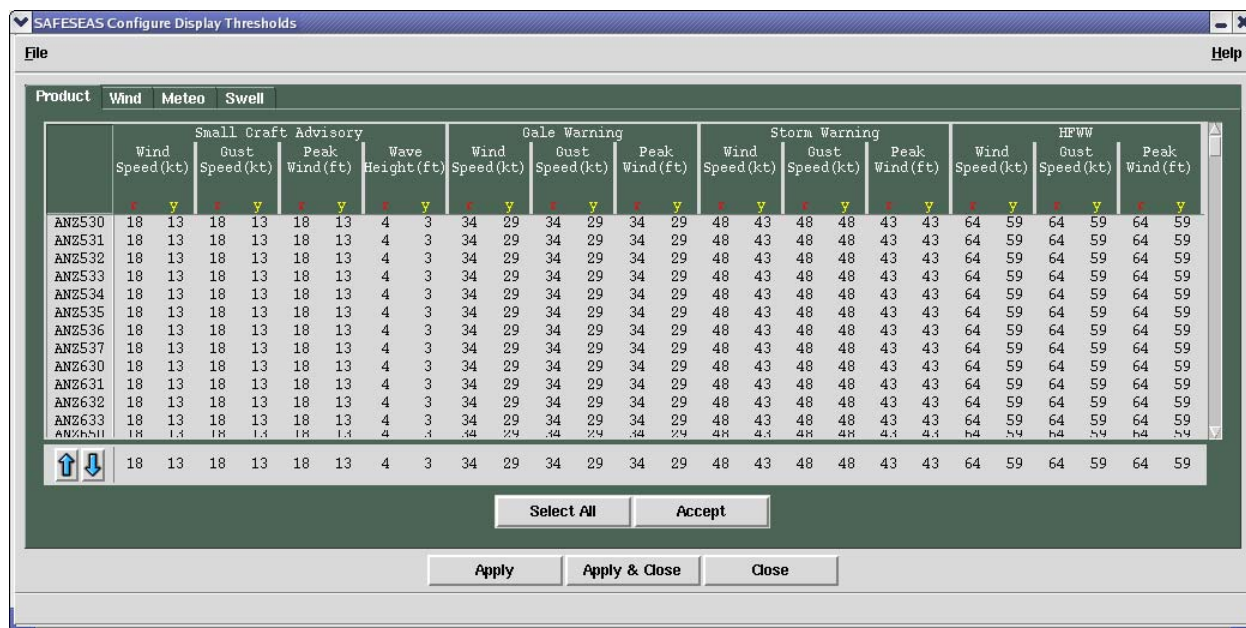 SAFESEAS Configure Display Thresholds
File Help
Product Wind Meteo Swell
Small Craft Advisory Gale Warning Storm Warning HFWW
Wind Gust Peak Wave Wind Gust Peak Wind Gust Peak Wind Gust Peak
Speed(kt) Speed(kt) Wind(ft) Height(ft) Speed(kt) Speed(kt) Wind(ft) Speed(kt) Speed(kt) Wind(ft) Speed(kt) Speed(kt) Wind(ft)
r y r y r y r y r y r y r y r y r y r y r y r y r y
ANZ530 18 13 18 13 18 13 4 3 34 29 34 29 34 29 48 43 48 48 43 43 64 59 64 59 64 59
ANZ531 18 13 18 13 18 13 4 3 34 29 34 29 34 29 48 43 48 48 43 43 64 59 64 59 64 59
ANZ532 18 13 18 13 18 13 4 3 34 29 34 29 34 29 48 43 48 48 43 43 64 59 64 59 64 59
ANZ533 18 13 18 13 18 13 4 3 34 29 34 29 34 29 48 43 48 48 43 43 64 59 64 59 64 59
ANZ534 18 13 18 13 18 13 4 3 34 29 34 29 34 29 48 43 48 48 43 43 64 59 64 59 64 59
ANZ535 18 13 18 13 18 13 4 3 34 29 34 29 34 29 48 43 48 48 43 43 64 59 64 59 64 59
ANZ536 18 13 18 13 18 13 4 3 34 29 34 29 34 29 48 43 48 48 43 43 64 59 64 59 64 59
ANZ537 18 13 18 13 18 13 4 3 34 29 34 29 34 29 48 43 48 48 43 43 64 59 64 59 64 59
ANZ630 18 13 18 13 18 13 4 3 34 29 34 29 34 29 48 43 48 48 43 43 64 59 64 59 64 59
ANZ631 18 13 18 13 18 13 4 3 34 29 34 29 34 29 48 43 48 48 43 43 64 59 64 59 64 59
ANZ632 18 13 18 13 18 13 4 3 34 29 34 29 34 29 48 43 48 48 43 43 64 59 64 59 64 59
ANZ633 18 13 18 13 18 13 4 3 34 29 34 29 34 29 48 43 48 48 43 43 64 59 64 59 64 59
18 13 18 13 18 13 4 3 34 29 34 29 34 29 48 43 48 48 43 43 64 59 64 59 64 59
Select All Accept
Apply Apply & Close Close